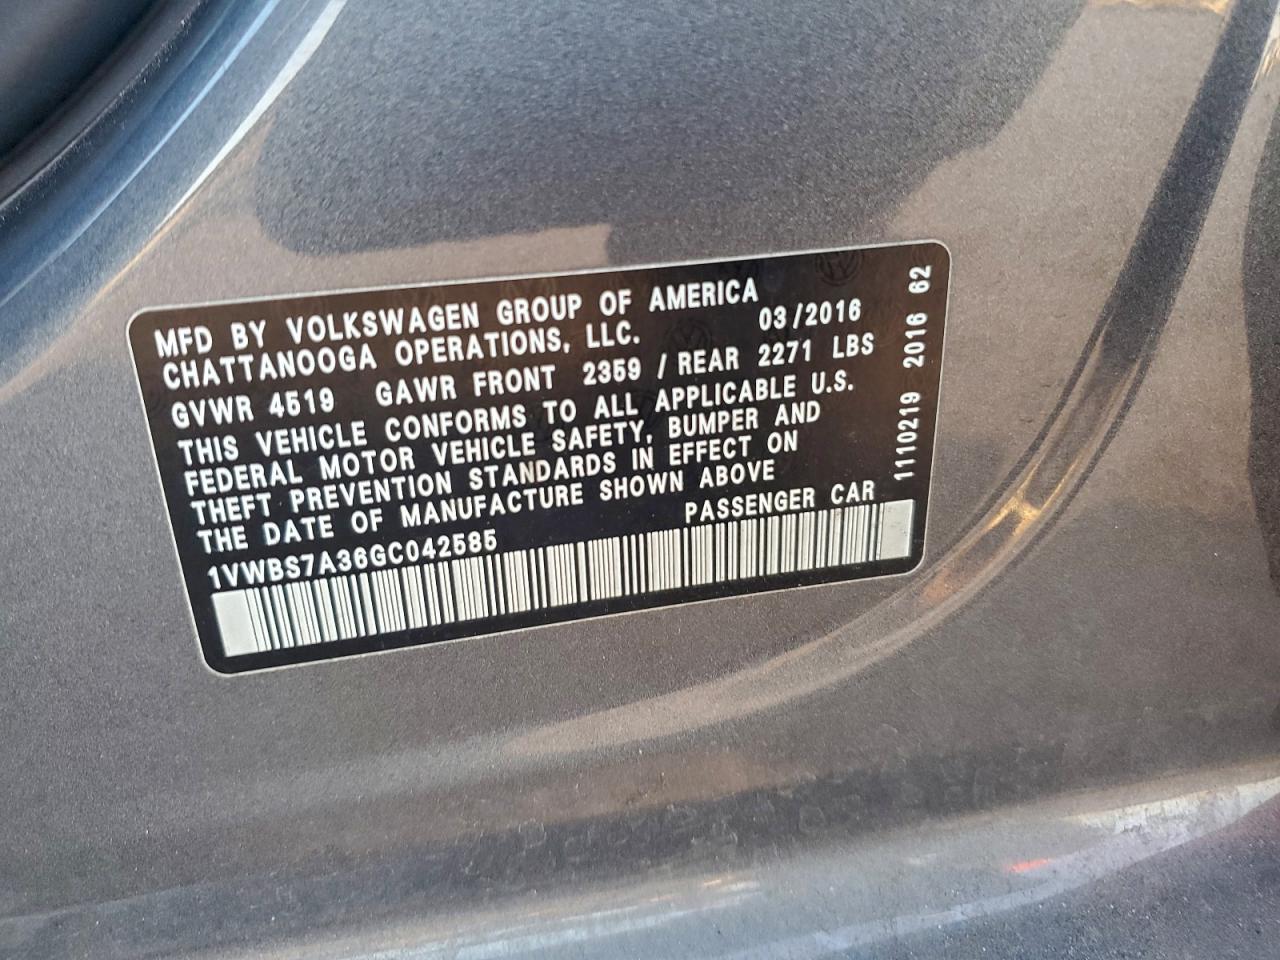 MFD BY VOLKSWAGEN GROUP OF AMERICA
CHATTANOOGA OPERATIONS, LLC. 03/2016
GVWR 4519 GAWR FRONT 2359 / REAR 2271 LBS
THIS VEHICLE CONFORMS TO ALL APPLICABLE U.S.
FEDERAL MOTOR VEHICLE SAFETY, BUMPER AND
THEFT PREVENTION STANDARDS IN EFFECT ON
THE DATE OF MANUFACTURE SHOWN ABOVE
1VWBS7A36GC042585 PASSENGER CAR
1110219 2016 62